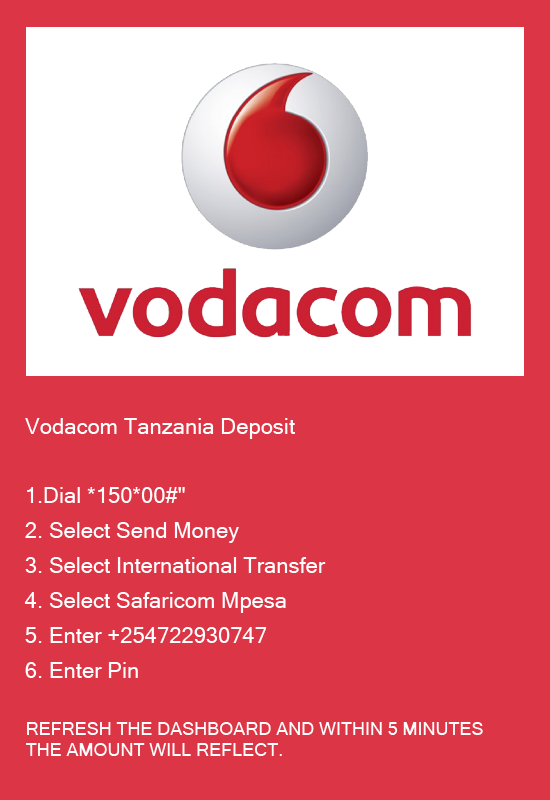 vodacom
Vodacom Tanzania Deposit
1.Dial *150*00#"
2. Select Send Money
3. Select International Transfer
4. Select Safaricom Mpesa
5. Enter +254722930747
6. Enter Pin
REFRESH THE DASHBOARD AND WITHIN 5 MINUTES
THE AMOUNT WILL REFLECT.